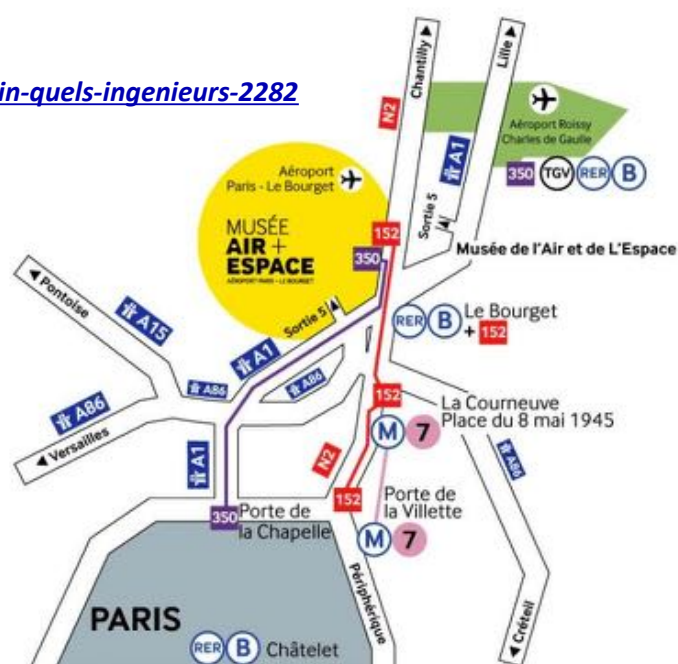 in-quels-ingenieurs-2282
Chantilly ▶
Lille ▶
N2
A1
Aéroport Roissy
Charles de Gaulle
350 TGV RER B
Aéroport
Paris - Le Bourget
MUSÉE
AIR +
ESPACE
AÉROPORT PARIS - LE BOURGET
152
350
Sortie 5
Musée de l'Air et de L'Espace
◀ Pontoise
A15
Sortie 5
A1
RER B Le Bourget
+ 152
A86
A86
A86
◀ Versailles
A1
152
La Courneuve
Place du 8 mai 1945
M 7
N2
A86
152
Porte de
la Villette
M 7
350
Porte de
la Chapelle
Périphérique
◀ Créteil
PARIS
RER B Châtelet